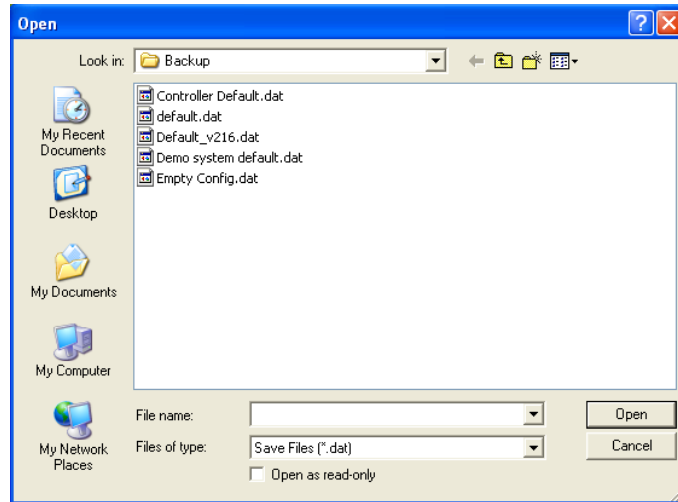 Open
Look in: Backup
My Recent
Documents
Desktop
My Documents
My Computer
My Network
Places
Controller Default.dat
default.dat
Default_v216.dat
Demo system default.dat
Empty Config.dat
File name: Open
Files of type: Save Files (*.dat) Cancel
Open as read-only